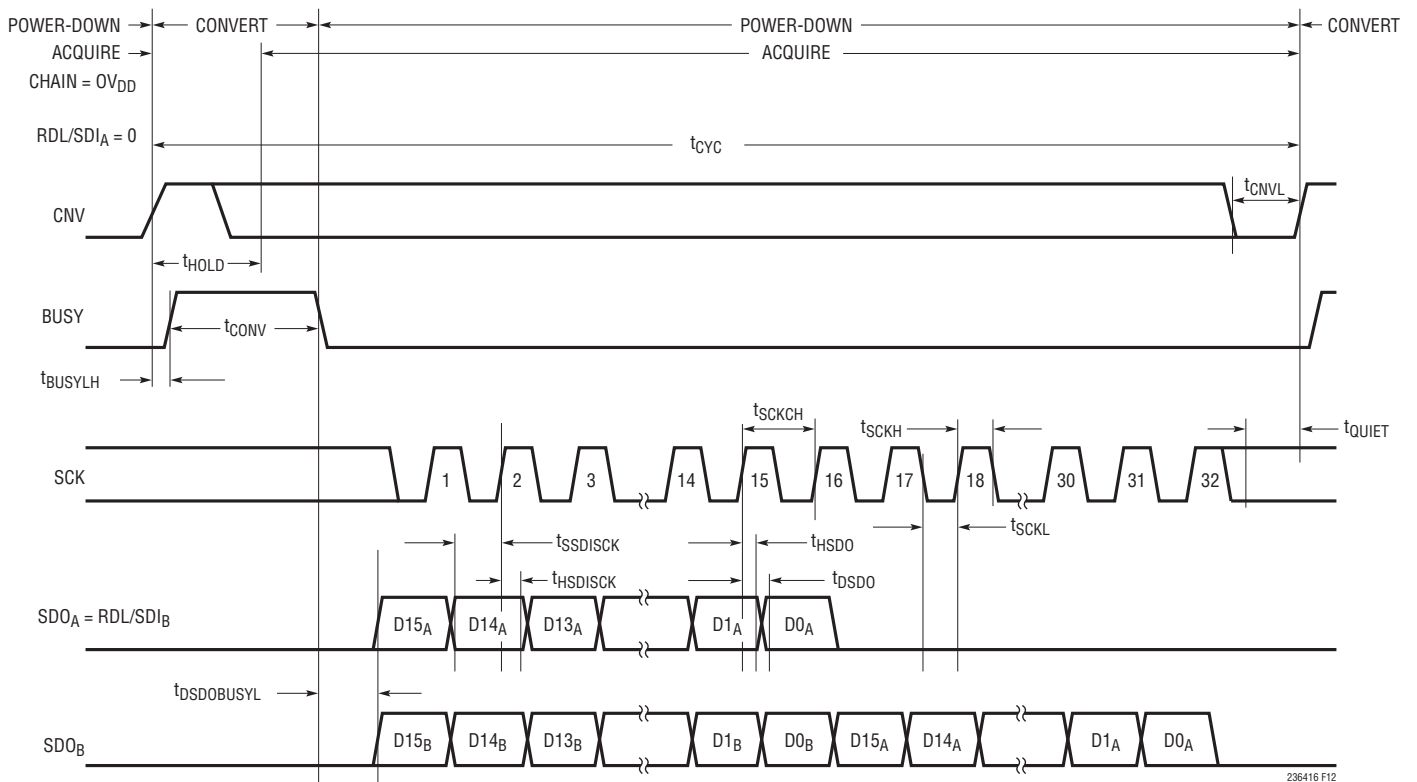 POWER-DOWN CONVERT POWER-DOWN CONVERT
ACQUIRE ACQUIRE
CHAIN = OVDD
RDL/SDIA = 0
tCYC
CNV
tCNVL
tHOLD
BUSY
tCONV
tBUSYLH
tSCKCH
tSCKH
tQUIET
SCK
1 2 3 14 15 16 17 18 30 31 32
tSSDISCK
tHSDO
tSCKL
tHSDISCK
tDSDO
SDOA = RDL/SDIB
D15A D14A D13A D1A D0A
tDSDOBUSYL
SDOB
D15B D14B D13B D1B D0B D15A D14A D1A D0A
236416 F12